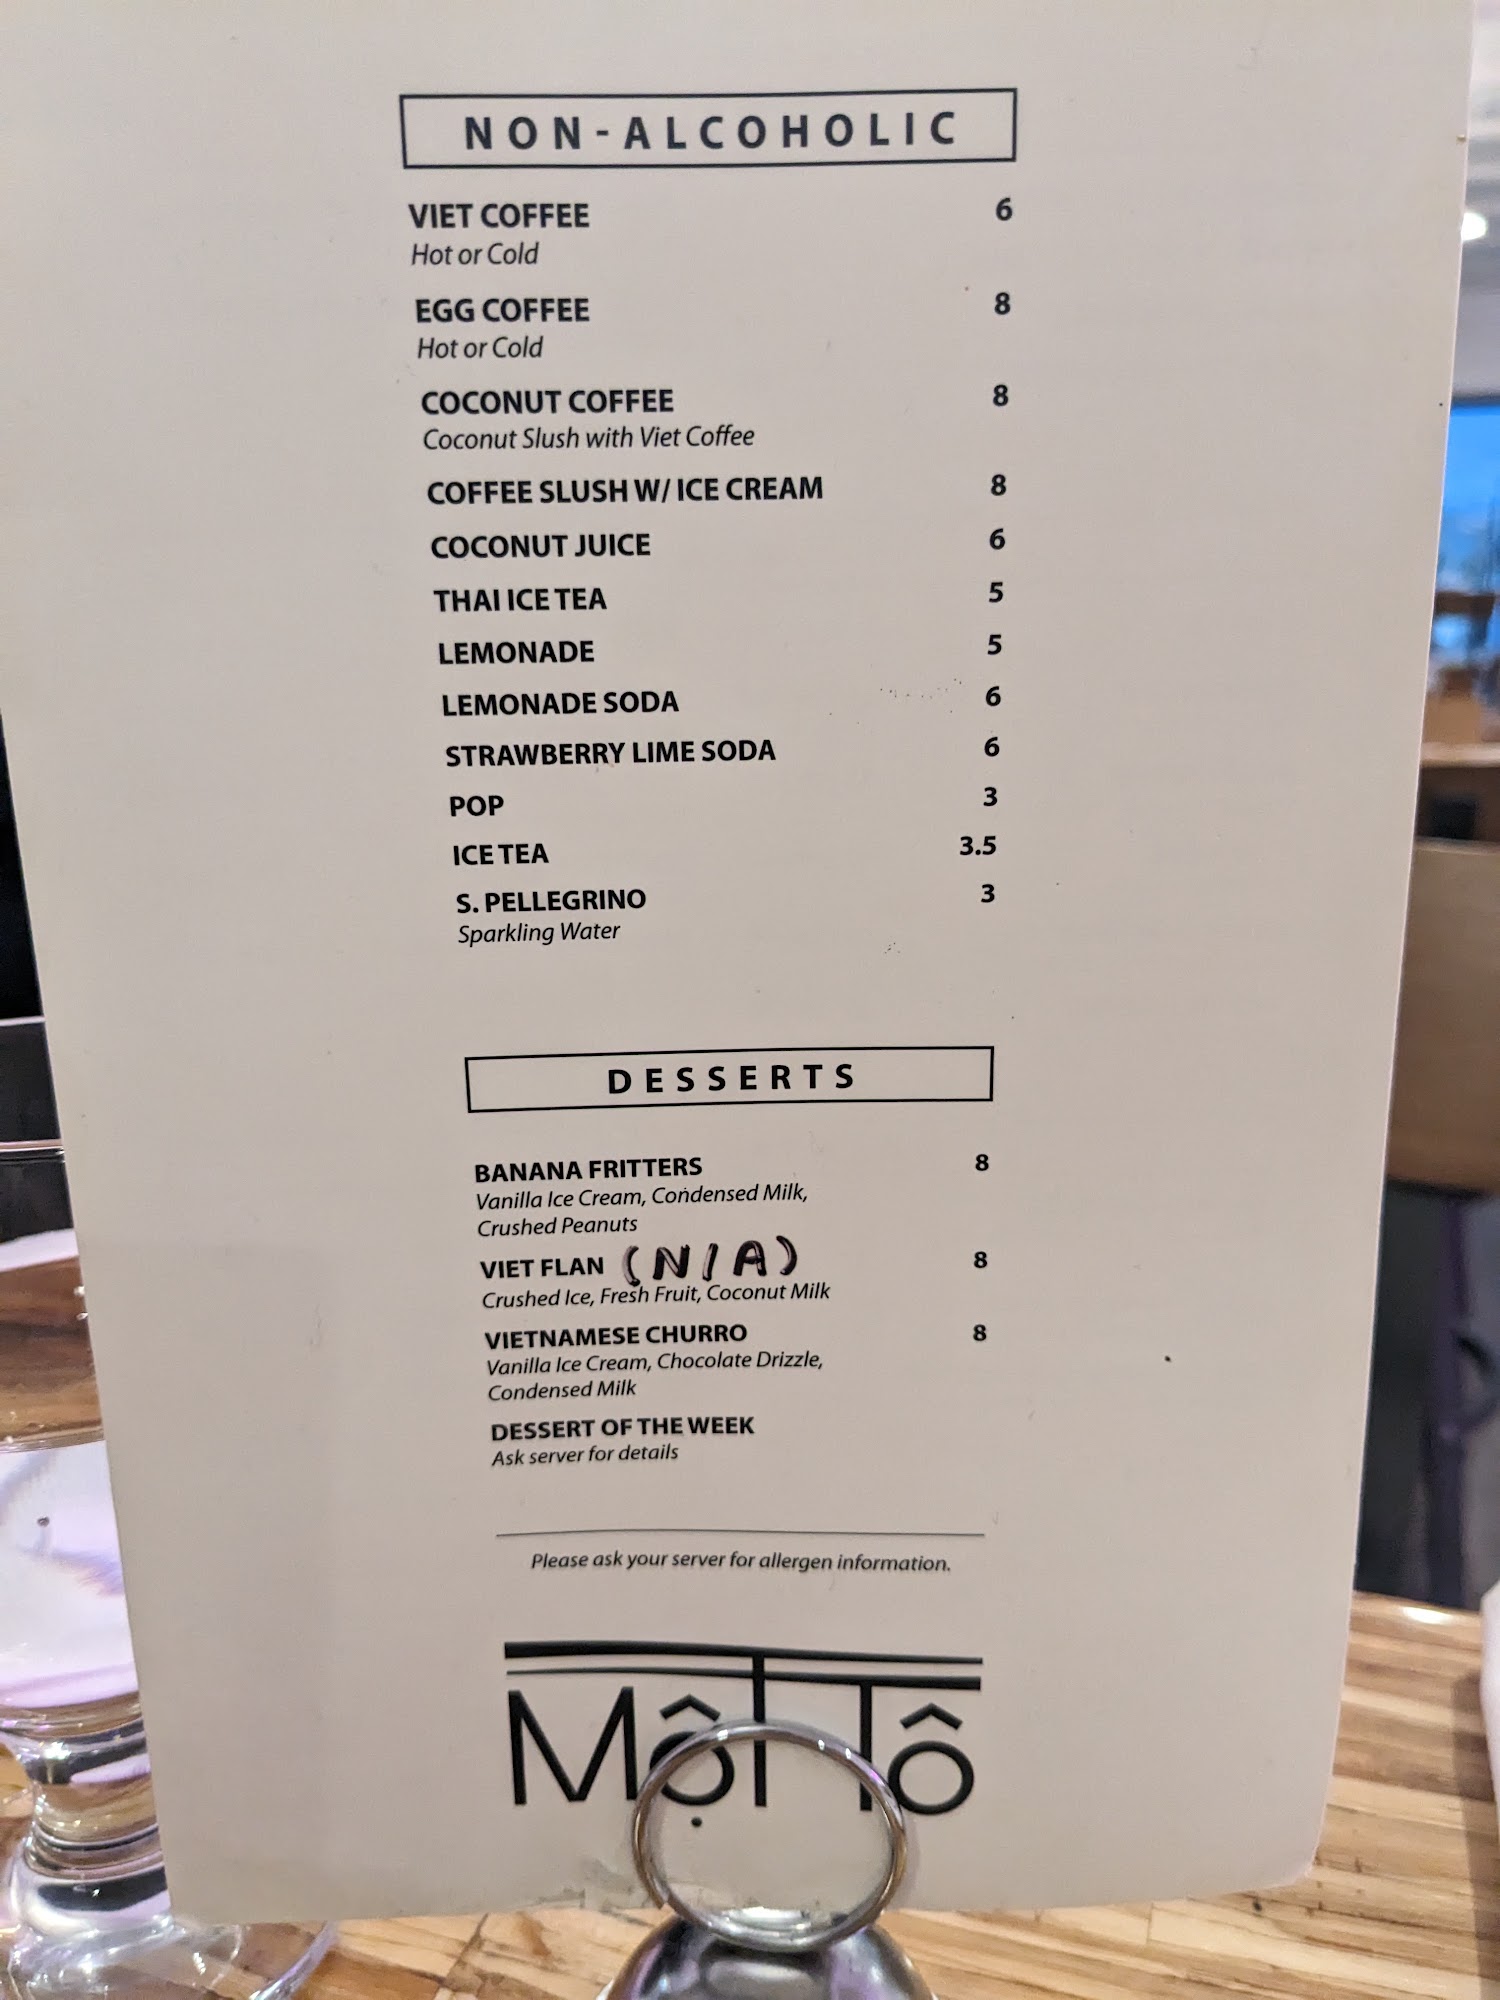 NON-ALCOHOLIC
VIET COFFEE 6
Hot or Cold
EGG COFFEE 8
Hot or Cold
COCONUT COFFEE 8
Coconut Slush with Viet Coffee
COFFEE SLUSH W/ ICE CREAM 8
COCONUT JUICE 6
THAI ICE TEA 5
LEMONADE 5
LEMONADE SODA 6
STRAWBERRY LIME SODA 6
POP 3
ICE TEA 3.5
S. PELLEGRINO 3
Sparkling Water
DESSERTS
BANANA FRITTERS 8
Vanilla Ice Cream, Condensed Milk,
Crushed Peanuts
VIET FLAN (N/A) 8
Crushed Ice, Fresh Fruit, Coconut Milk
VIETNAMESE CHURRO 8
Vanilla Ice Cream, Chocolate Drizzle,
Condensed Milk
DESSERT OF THE WEEK
Ask server for details
Please ask your server for allergen information.
MộT Tô